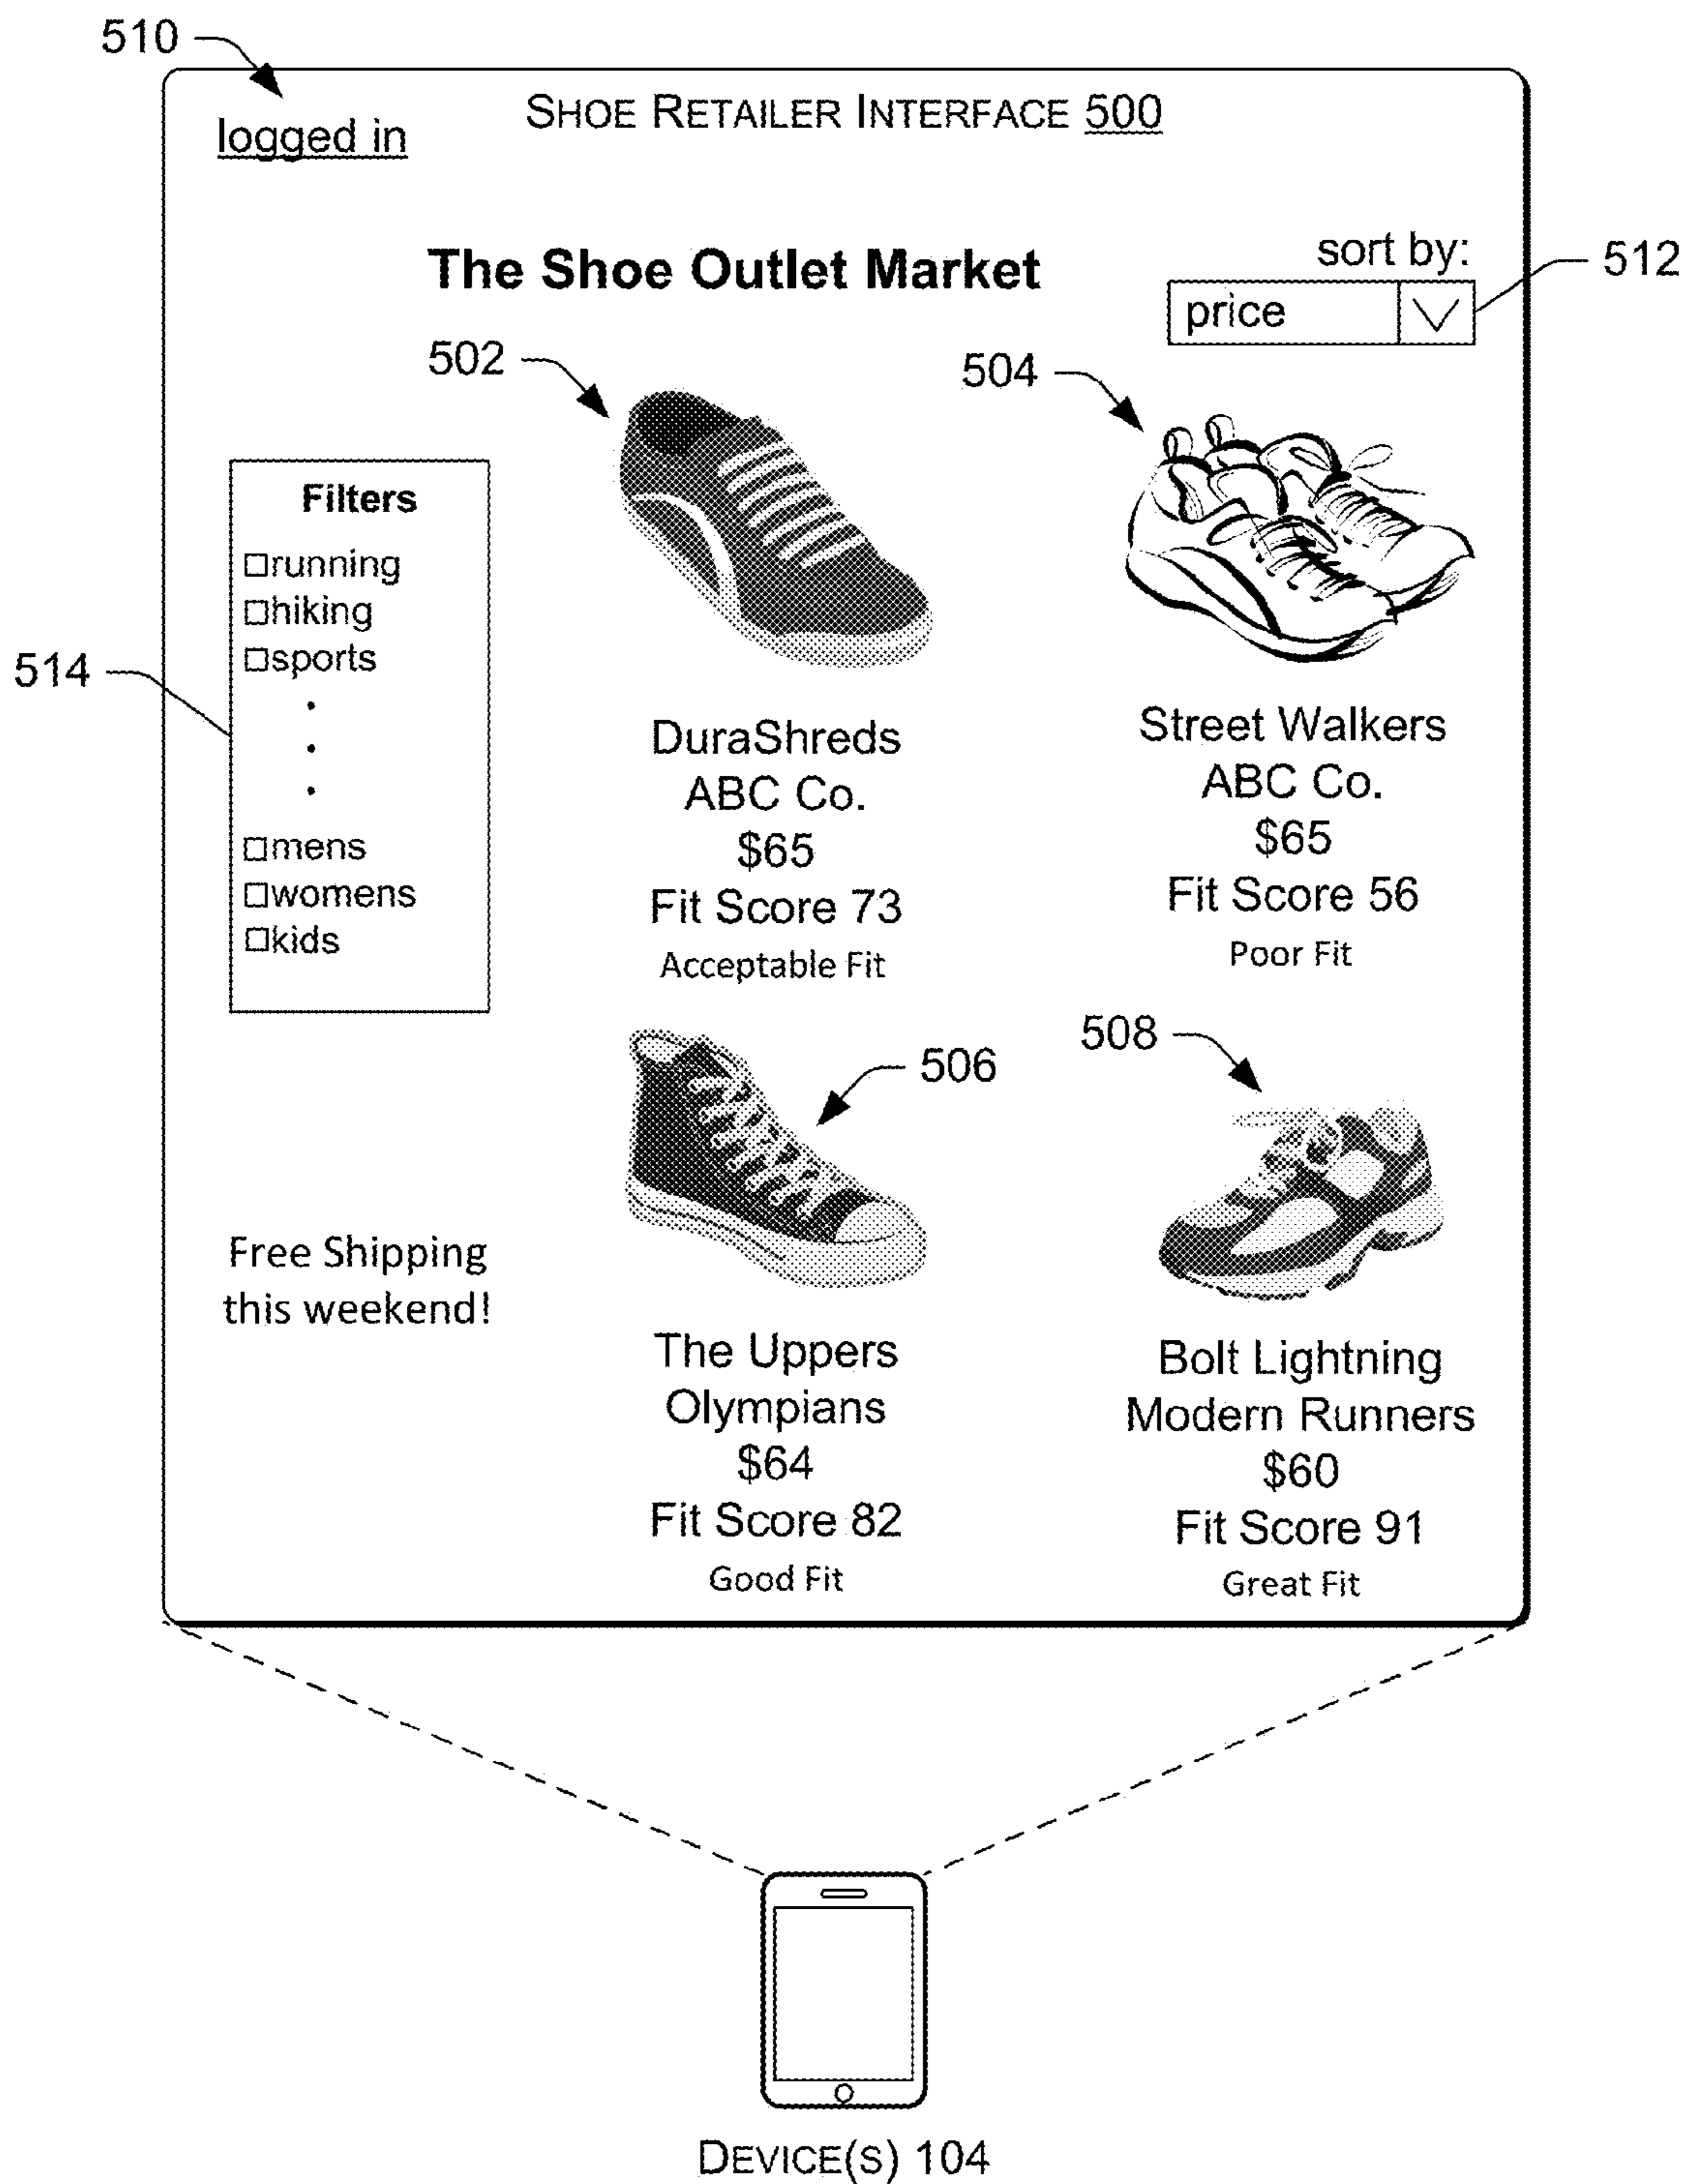 510
SHOE RETAILER INTERFACE 500
logged in
The Shoe Outlet Market
sort by:
price
512
502
504
Filters
running
hiking
sports
mens
womens
kids
514
DuraShreds
ABC Co.
$65
Fit Score 73
Acceptable Fit
Street Walkers
ABC Co.
$65
Fit Score 56
Poor Fit
506
508
Free Shipping
this weekend!
The Uppers
Olympians
$64
Fit Score 82
Good Fit
Bolt Lightning
Modern Runners
$60
Fit Score 91
Great Fit
DEVICE(S) 104